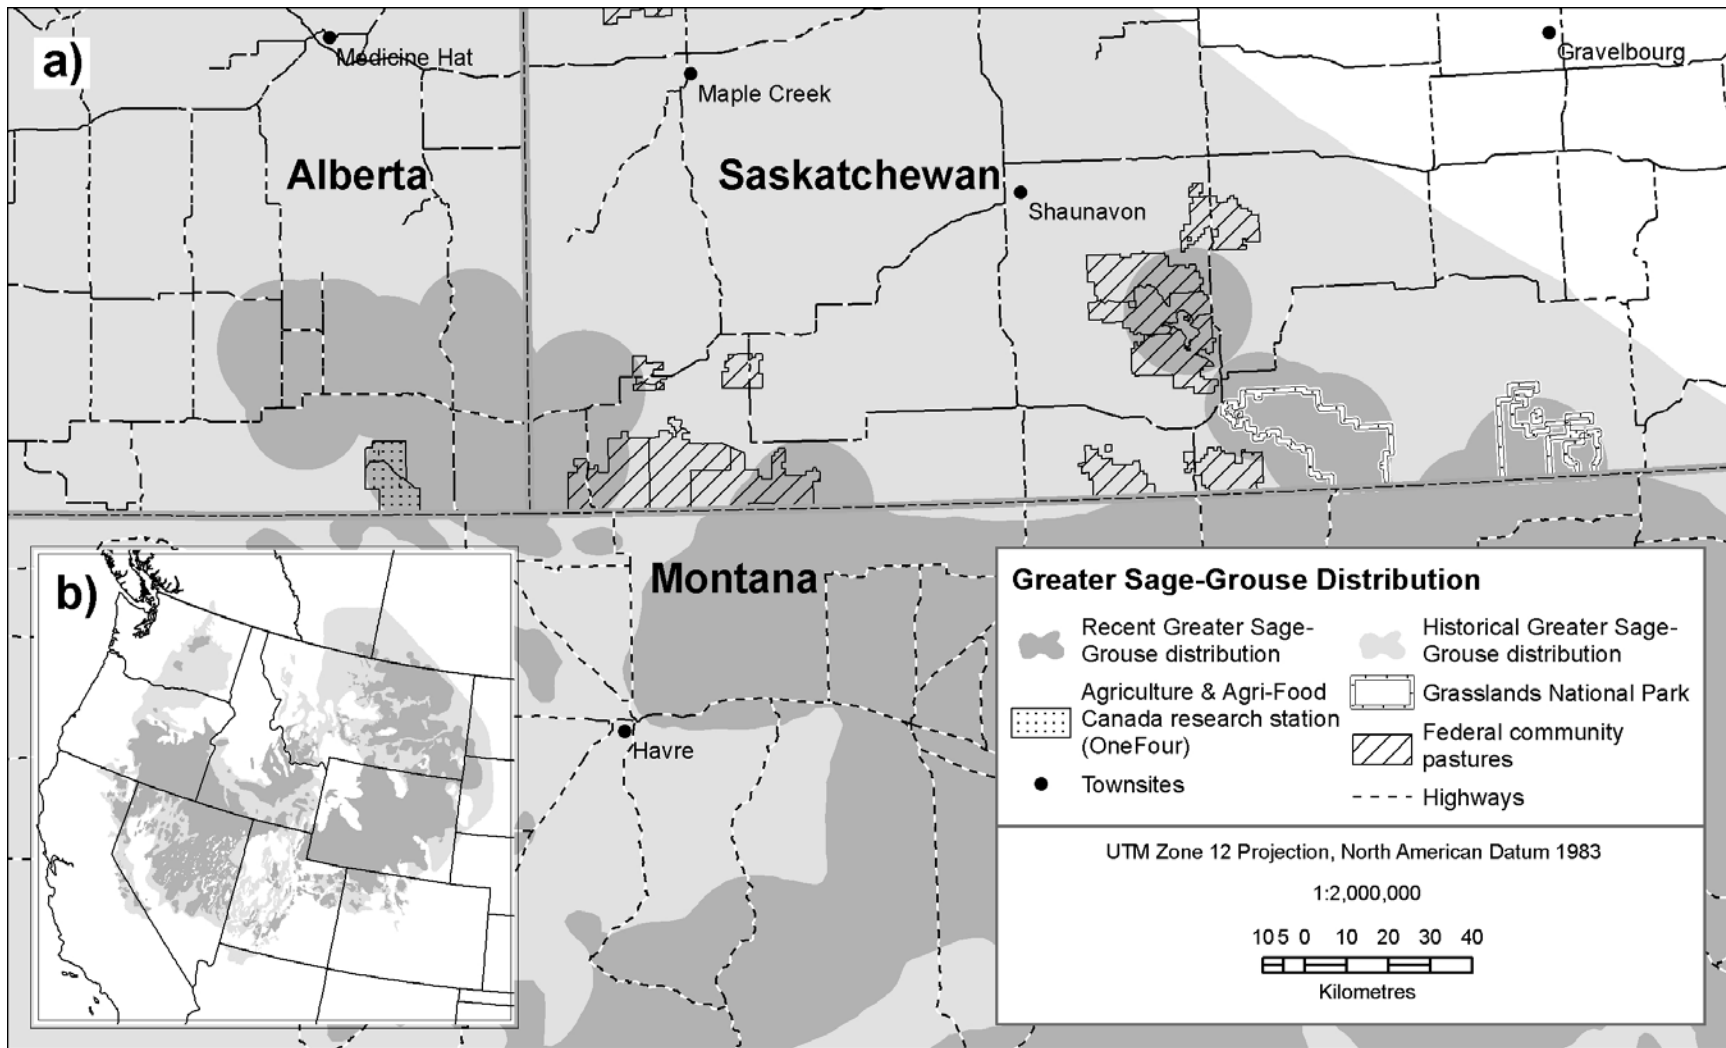 a)
Medicine Hat
Gravelbourg
Maple Creek
Alberta
Saskatchewan
Shaunavon
Montana
Havre
b)
Greater Sage-Grouse Distribution
Recent Greater Sage-
Grouse distribution
Agriculture & Agri-Food
Canada research station
(OneFour)
Townsites
Historical Greater Sage-
Grouse distribution
Grasslands National Park
Federal community
pastures
Highways
UTM Zone 12 Projection, North American Datum 1983
1:2,000,000
10 5 0 10 20 30 40
Kilometres